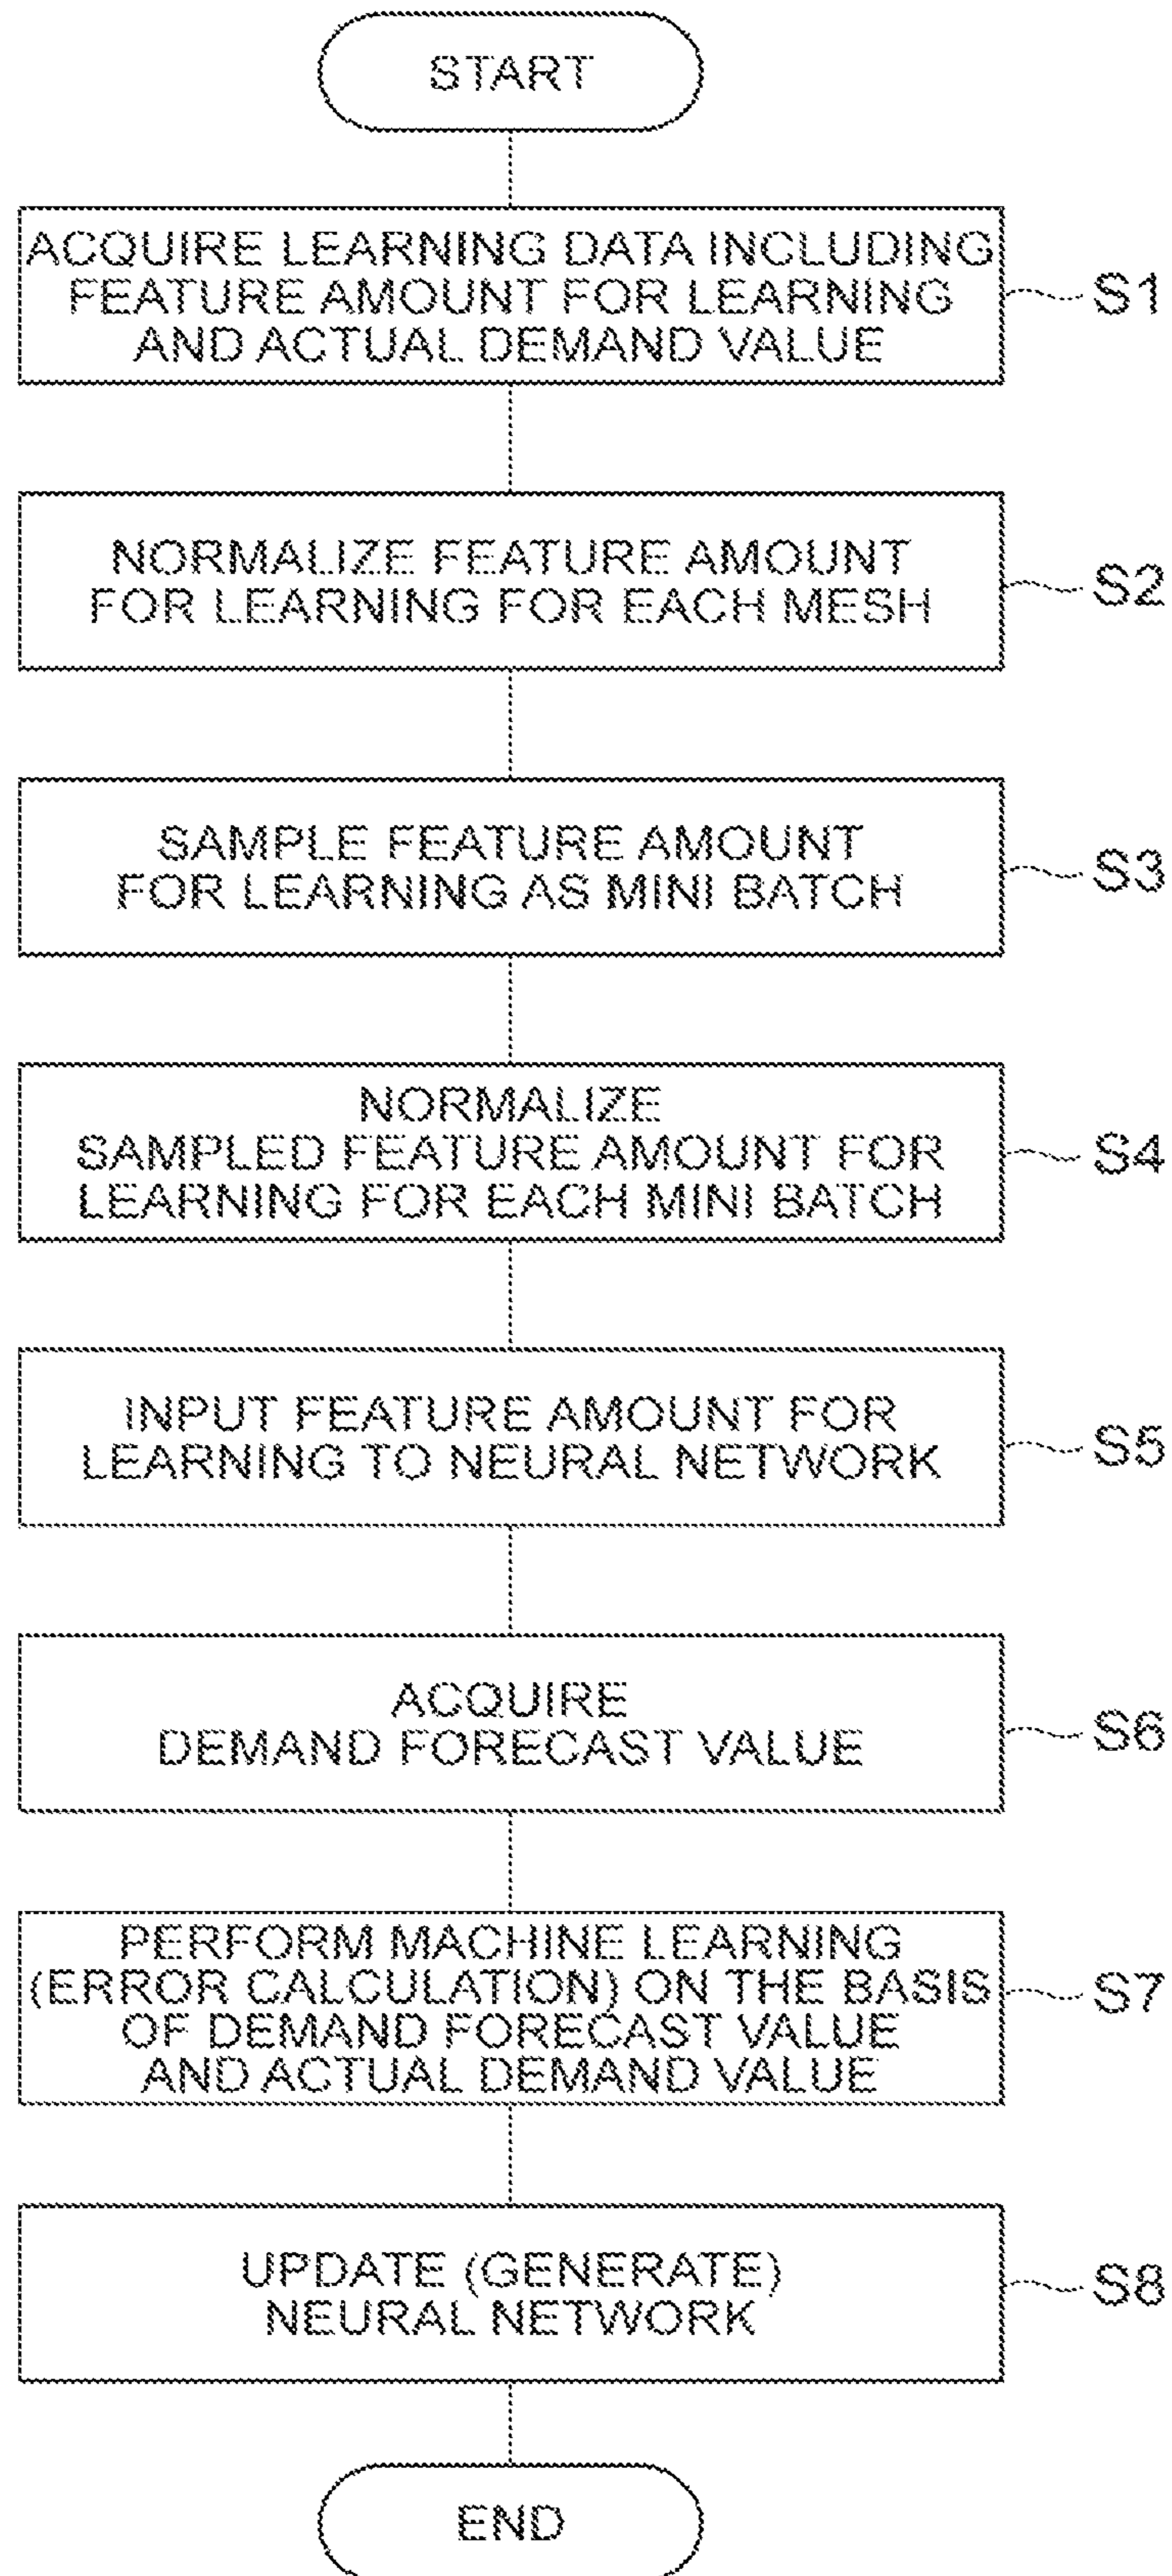 START
ACQUIRE LEARNING DATA INCLUDING
FEATURE AMOUNT FOR LEARNING
AND ACTUAL DEMAND VALUE
S1
NORMALIZE FEATURE AMOUNT
FOR LEARNING FOR EACH MESH
S2
SAMPLE FEATURE AMOUNT
FOR LEARNING AS MINI BATCH
S3
NORMALIZE
SAMPLED FEATURE AMOUNT FOR
LEARNING FOR EACH MINI BATCH
S4
INPUT FEATURE AMOUNT FOR
LEARNING TO NEURAL NETWORK
S5
ACQUIRE
DEMAND FORECAST VALUE
S6
PERFORM MACHINE LEARNING
(ERROR CALCULATION) ON THE BASIS
OF DEMAND FORECAST VALUE
AND ACTUAL DEMAND VALUE
S7
UPDATE (GENERATE)
NEURAL NETWORK
S8
END